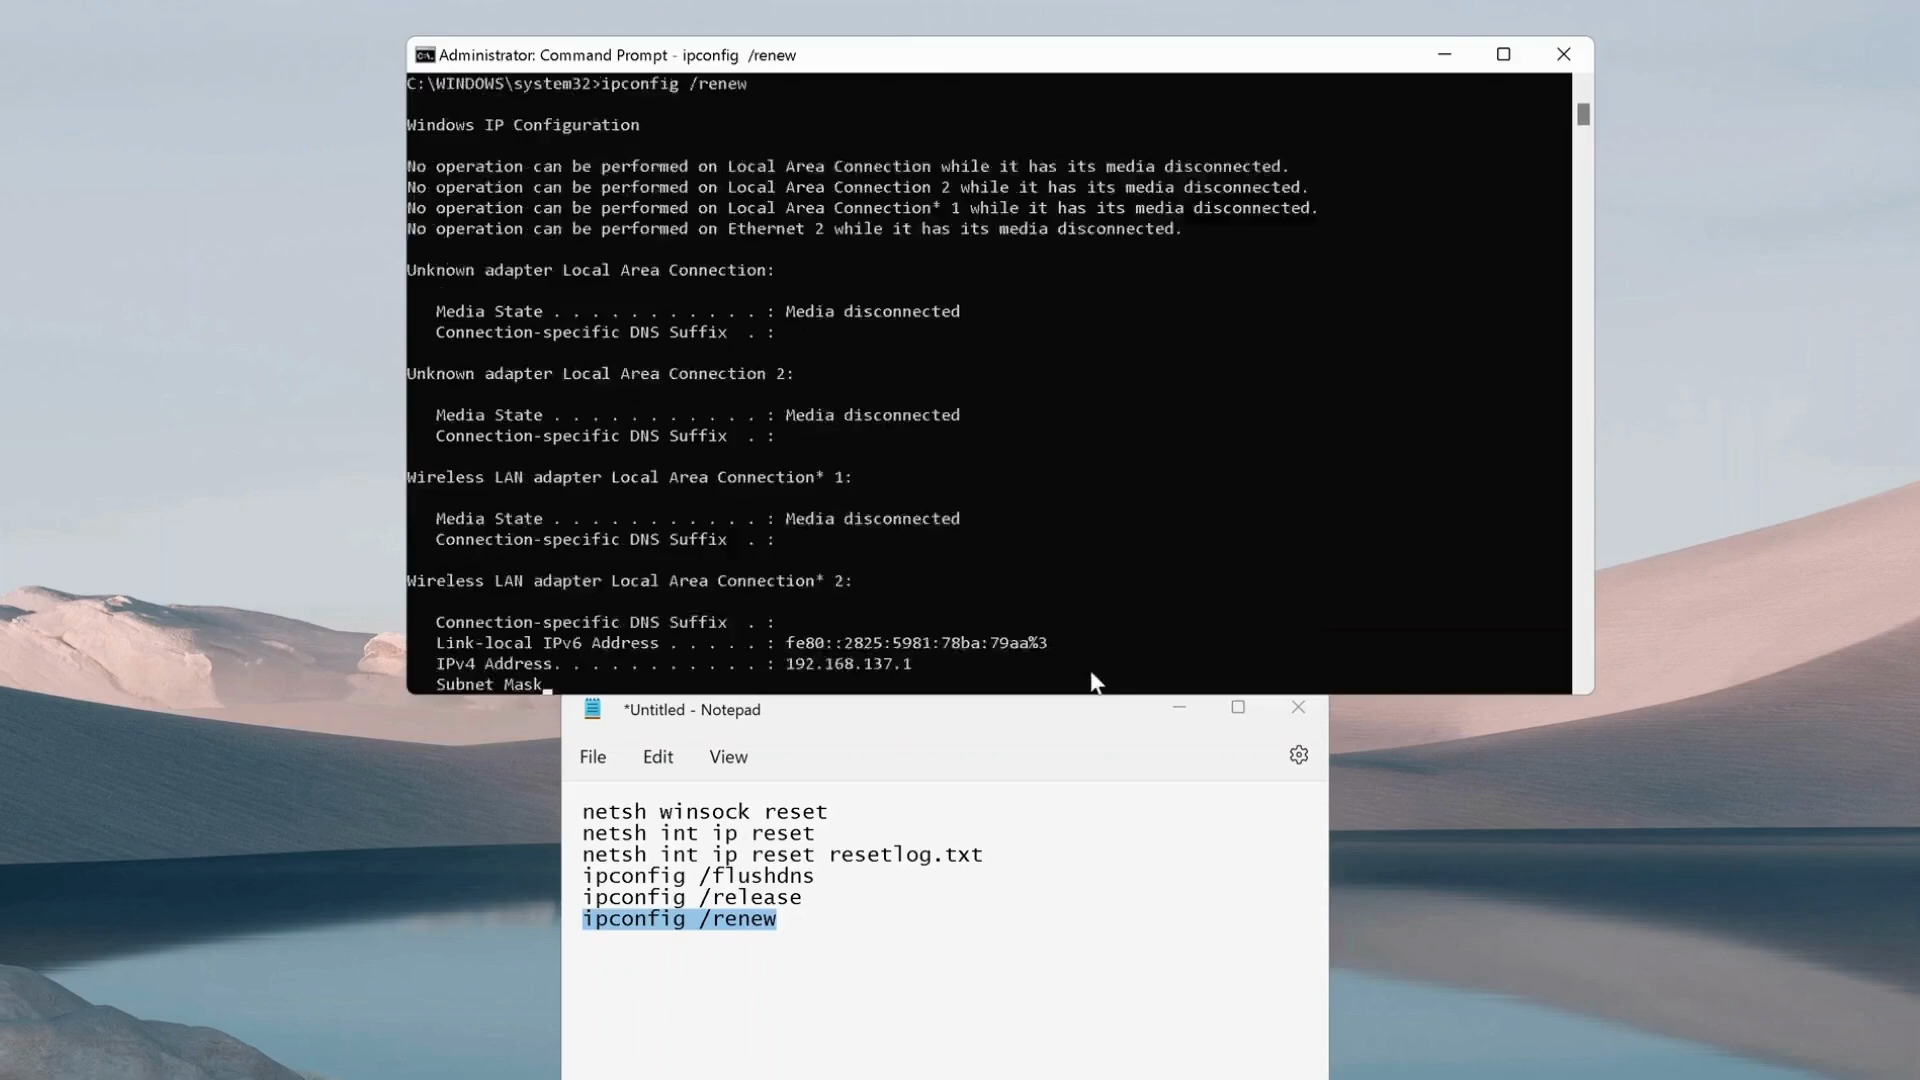 Administrator: Command Prompt - ipconfig  /renew
C:\WINDOWS\system32>ipconfig /renew
Windows IP Configuration
No operation can be performed on Local Area Connection while it has its media disconnected.
No operation can be performed on Local Area Connection 2 while it has its media disconnected.
No operation can be performed on Local Area Connection* 1 while it has its media disconnected.
No operation can be performed on Ethernet 2 while it has its media disconnected.
Unknown adapter Local Area Connection:
Media State . . . . . . . . . . . : Media disconnected
Connection-specific DNS Suffix  . :
Unknown adapter Local Area Connection 2:
Media State . . . . . . . . . . . : Media disconnected
Connection-specific DNS Suffix  . :
Wireless LAN adapter Local Area Connection* 1:
Media State . . . . . . . . . . . : Media disconnected
Connection-specific DNS Suffix  . :
Wireless LAN adapter Local Area Connection* 2:
Connection-specific DNS Suffix  . :
Link-local IPv6 Address . . . . . : fe80::2825:5981:78ba:79aa%3
IPv4 Address. . . . . . . . . . . : 192.168.137.1
Subnet Mask
*Untitled - Notepad
File Edit View
netsh winsock reset
netsh int ip reset
netsh int ip reset resetlog.txt
ipconfig /flushdns
ipconfig /release
ipconfig /renew